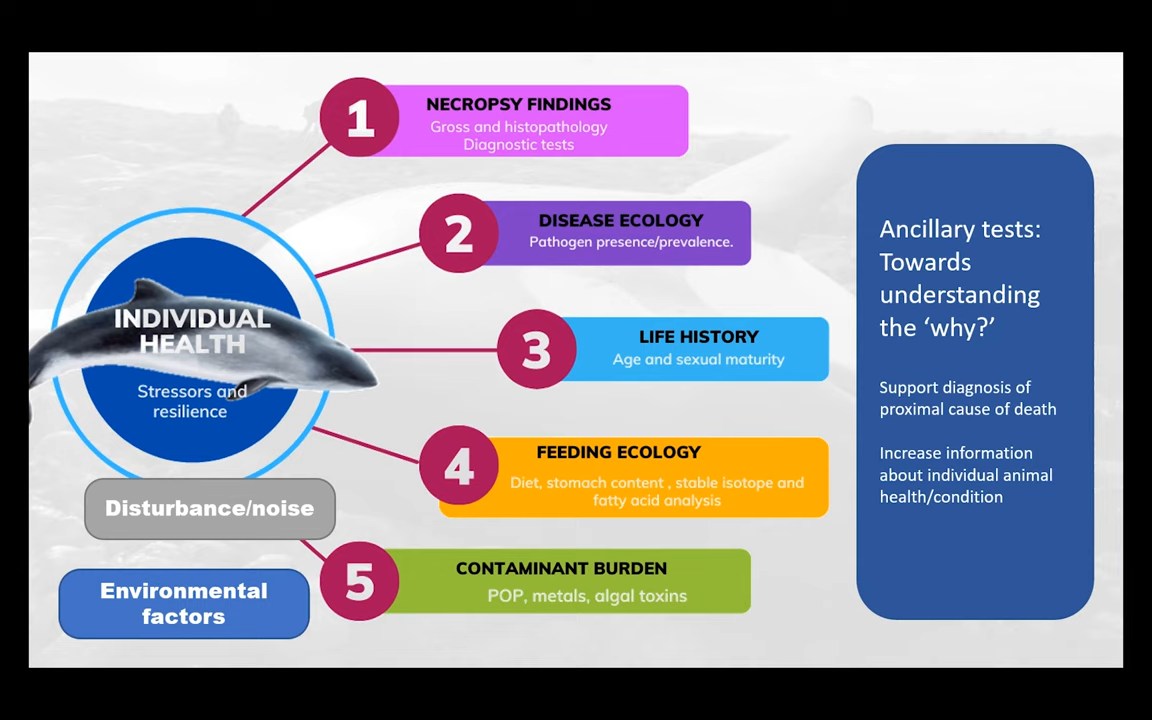 1
NECROPSY FINDINGS
Gross and histopathology
Diagnostic tests
2
DISEASE ECOLOGY
Pathogen presence/prevalence.
INDIVIDUAL
HEALTH
Stressors and
resilience
3
LIFE HISTORY
Age and sexual maturity
4
FEEDING ECOLOGY
Diet, stomach content , stable isotope and
fatty acid analysis
Disturbance/noise
5
CONTAMINANT BURDEN
POP, metals, algal toxins
Environmental
factors
Ancillary tests:
Towards
understanding
the ‘why?’
Support diagnosis of
proximal cause of death
Increase information
about individual animal
health/condition